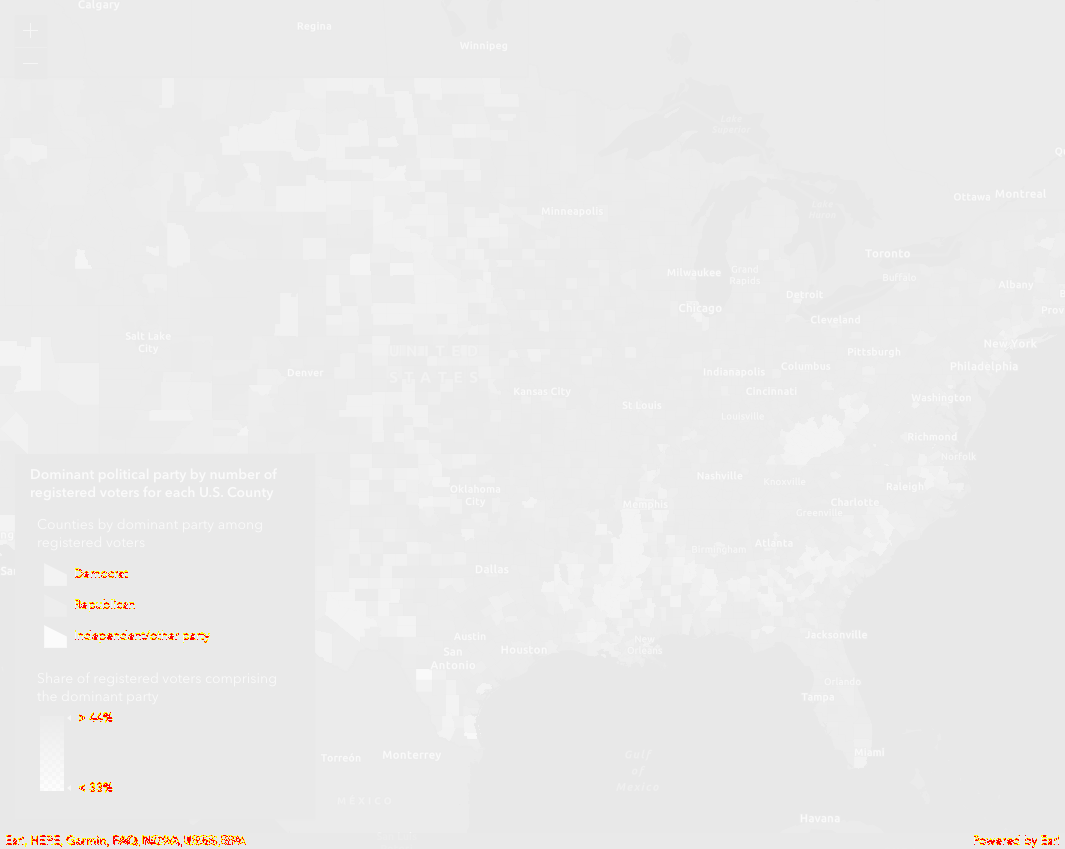 Calgary
Regina
Winnipeg
Lake
Superior
Ottawa Montreal
Minneapolis
Lake
Huron
Toronto
Milwaukee
Grand
Rapids
Buffalo
Albany
Detroit
Chicago
Cleveland
Prov
New York
Salt Lake
City
UNITED
STATES
Pittsburgh
Denver
Indianapolis
Columbus
Philadelphia
Kansas City
Cincinnati
Washington
St Louis
Louisville
Richmond
Norfolk
Dominant political party by number of
registered voters for each U.S. County
Nashville
Knoxville
Raleigh
Oklahoma
City
Memphis
Charlotte
Greenville
Counties by dominant party among
registered voters
Birmingham
Atlanta
Dallas
Democrat
Republican
Independent/other party
Austin
Jacksonville
New
Orleans
San
Antonio
Houston
Share of registered voters comprising
the dominant party
Orlando
Tampa
> 44%
Miami
Torreón
Monterrey
Gulf
of
Mexico
< 33%
MÉXICO
Havana
Esri, HERE, Garmin, FAO, NOAA, USGS, EPA
Powered by Esri